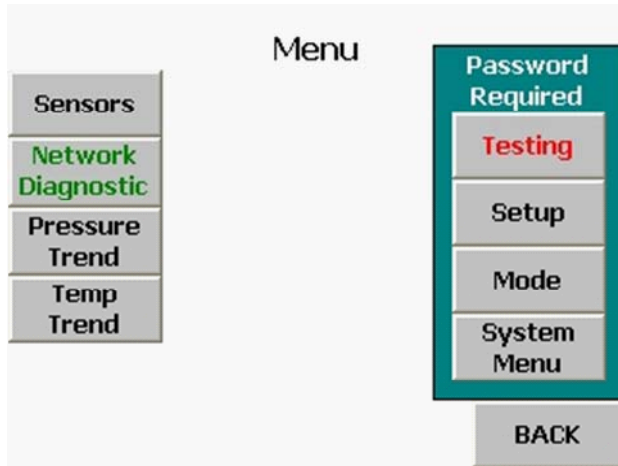 Menu
Sensors
Network
Diagnostic
Pressure
Trend
Temp
Trend
Password
Required
Testing
Setup
Mode
System
Menu
BACK